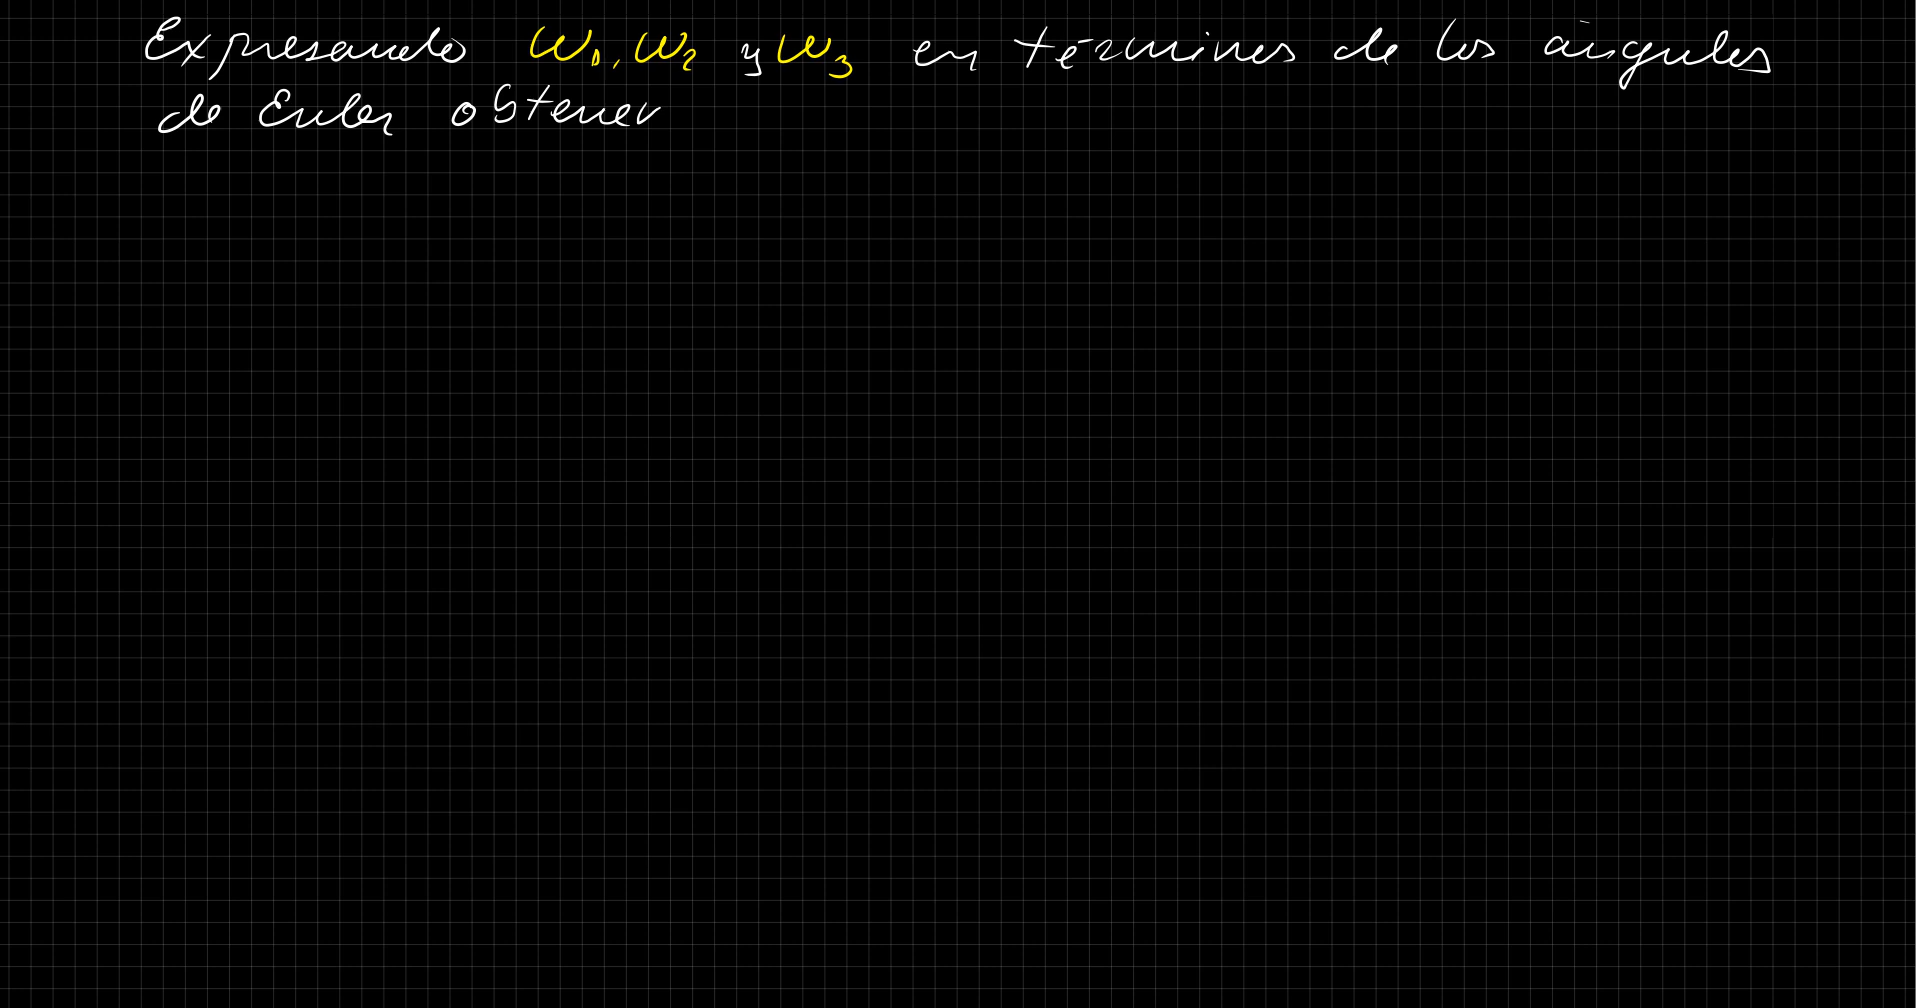 Expresando ω₁, ω₂ y ω₃ en términos de los ángulos
de Euler obtener